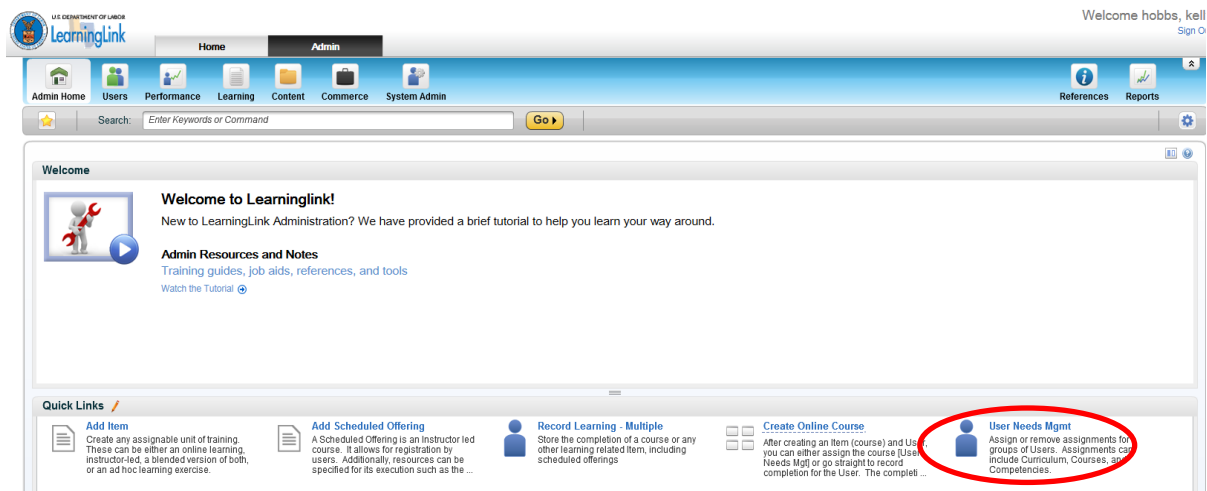 U.S. DEPARTMENT OF LABOR
LearningLink
Welcome hobbs, kell
Sign Ou
Home
Admin
Admin Home
Users
Performance
Learning
Content
Commerce
System Admin
References
Reports
Search:
Enter Keywords or Command
Go
Welcome
Welcome to Learninglink!
New to LearningLink Administration? We have provided a brief tutorial to help you learn your way around.
Admin Resources and Notes
Training guides, job aids, references, and tools
Watch the Tutorial
Quick Links
Add Item
Create any assignable unit of training.
These can be either an online learning,
instructor-led, a blended version of both,
or an ad hoc learning exercise.
Add Scheduled Offering
A Scheduled Offering is an Instructor led
course. It allows for registration by
users. Additionally, resources can be
specified for its execution such as the ...
Record Learning - Multiple
Store the completion of a course or any
other learning related Item, including
scheduled offerings
Create Online Course
After creating an Item (course) and User,
you can either assign the course [User
Needs Mgt] or go straight to record
completion for the User. The completi ...
User Needs Mgmt
Assign or remove assignments for
groups of Users. Assignments can
include Curriculum, Courses, and
Competencies.